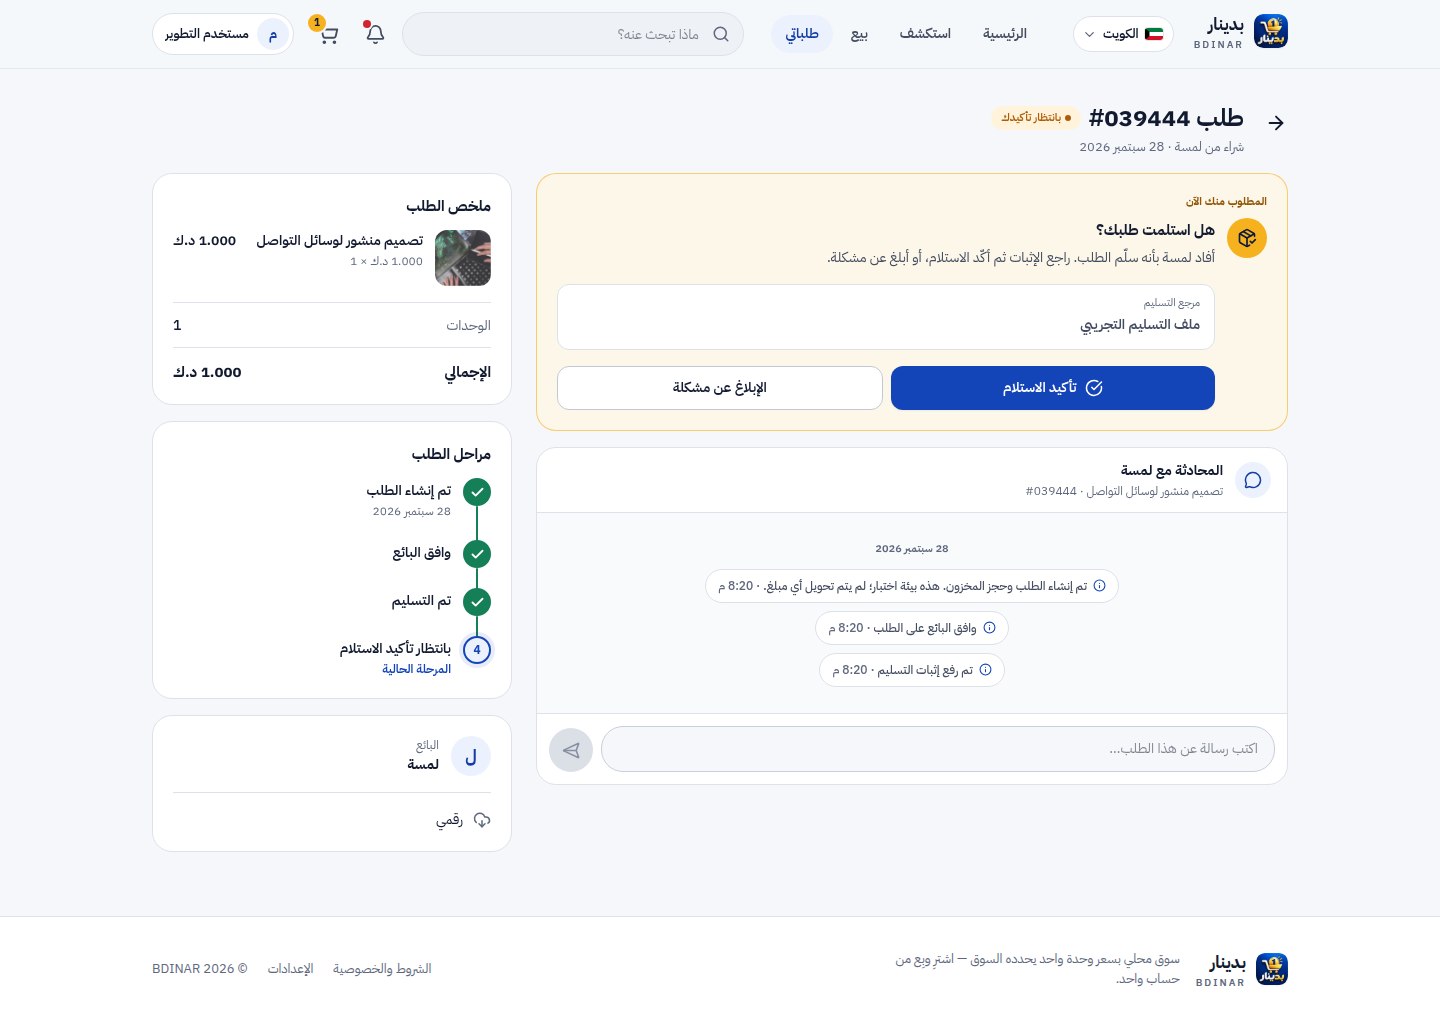 بدينار
BDINAR
الكويت
الرئيسية
استكشف
بيع
طلباتي
ماذا تبحث عنه؟
1
م
مستخدم التطوير
طلب 039444#
بانتظار تأكيدك
شراء من لمسة · 28 سبتمبر 2026
المطلوب منك الآن
هل استلمت طلبك؟
أفاد لمسة بأنه سلّم الطلب. راجع الإثبات ثم أكّد الاستلام، أو أبلغ عن مشكلة.
مرجع التسليم
ملف التسليم التجريبي
تأكيد الاستلام
الإبلاغ عن مشكلة
المحادثة مع لمسة
تصميم منشور لوسائل التواصل · 039444#
28 سبتمبر 2026
تم إنشاء الطلب وحجز المخزون. هذه بيئة اختبار؛ لم يتم تحويل أي مبلغ. · 8:20 م
وافق البائع على الطلب · 8:20 م
تم رفع إثبات التسليم · 8:20 م
اكتب رسالة عن هذا الطلب...
ملخص الطلب
تصميم منشور لوسائل التواصل
1.000 د.ك
1.000 د.ك × 1
الوحدات
1
الإجمالي
1.000 د.ك
مراحل الطلب
تم إنشاء الطلب
28 سبتمبر 2026
وافق البائع
تم التسليم
4
بانتظار تأكيد الاستلام
المرحلة الحالية
ل
البائع
لمسة
رقمي
بدينار
BDINAR
سوق محلي بسعر وحدة واحد يحدده السوق — اشترِ وبِع من
حساب واحد.
الشروط والخصوصية
الإعدادات
© 2026 BDINAR